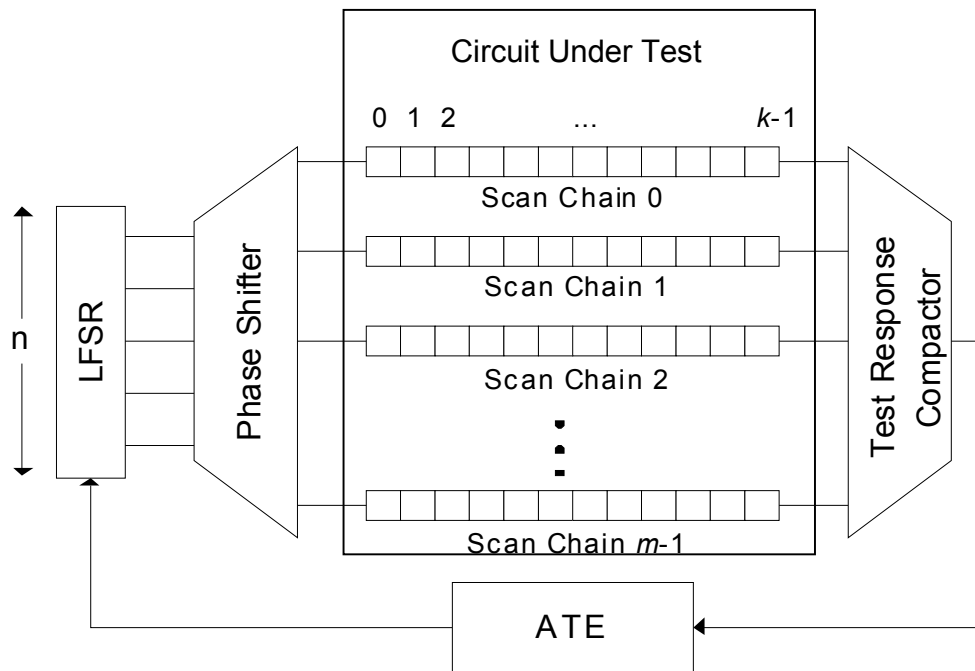 Circuit Under Test
0 1 2 ... k-1
Scan Chain 0
Scan Chain 1
Scan Chain 2
Scan Chain m-1
n
LFSR
Phase Shifter
Test Response
Compactor
ATE